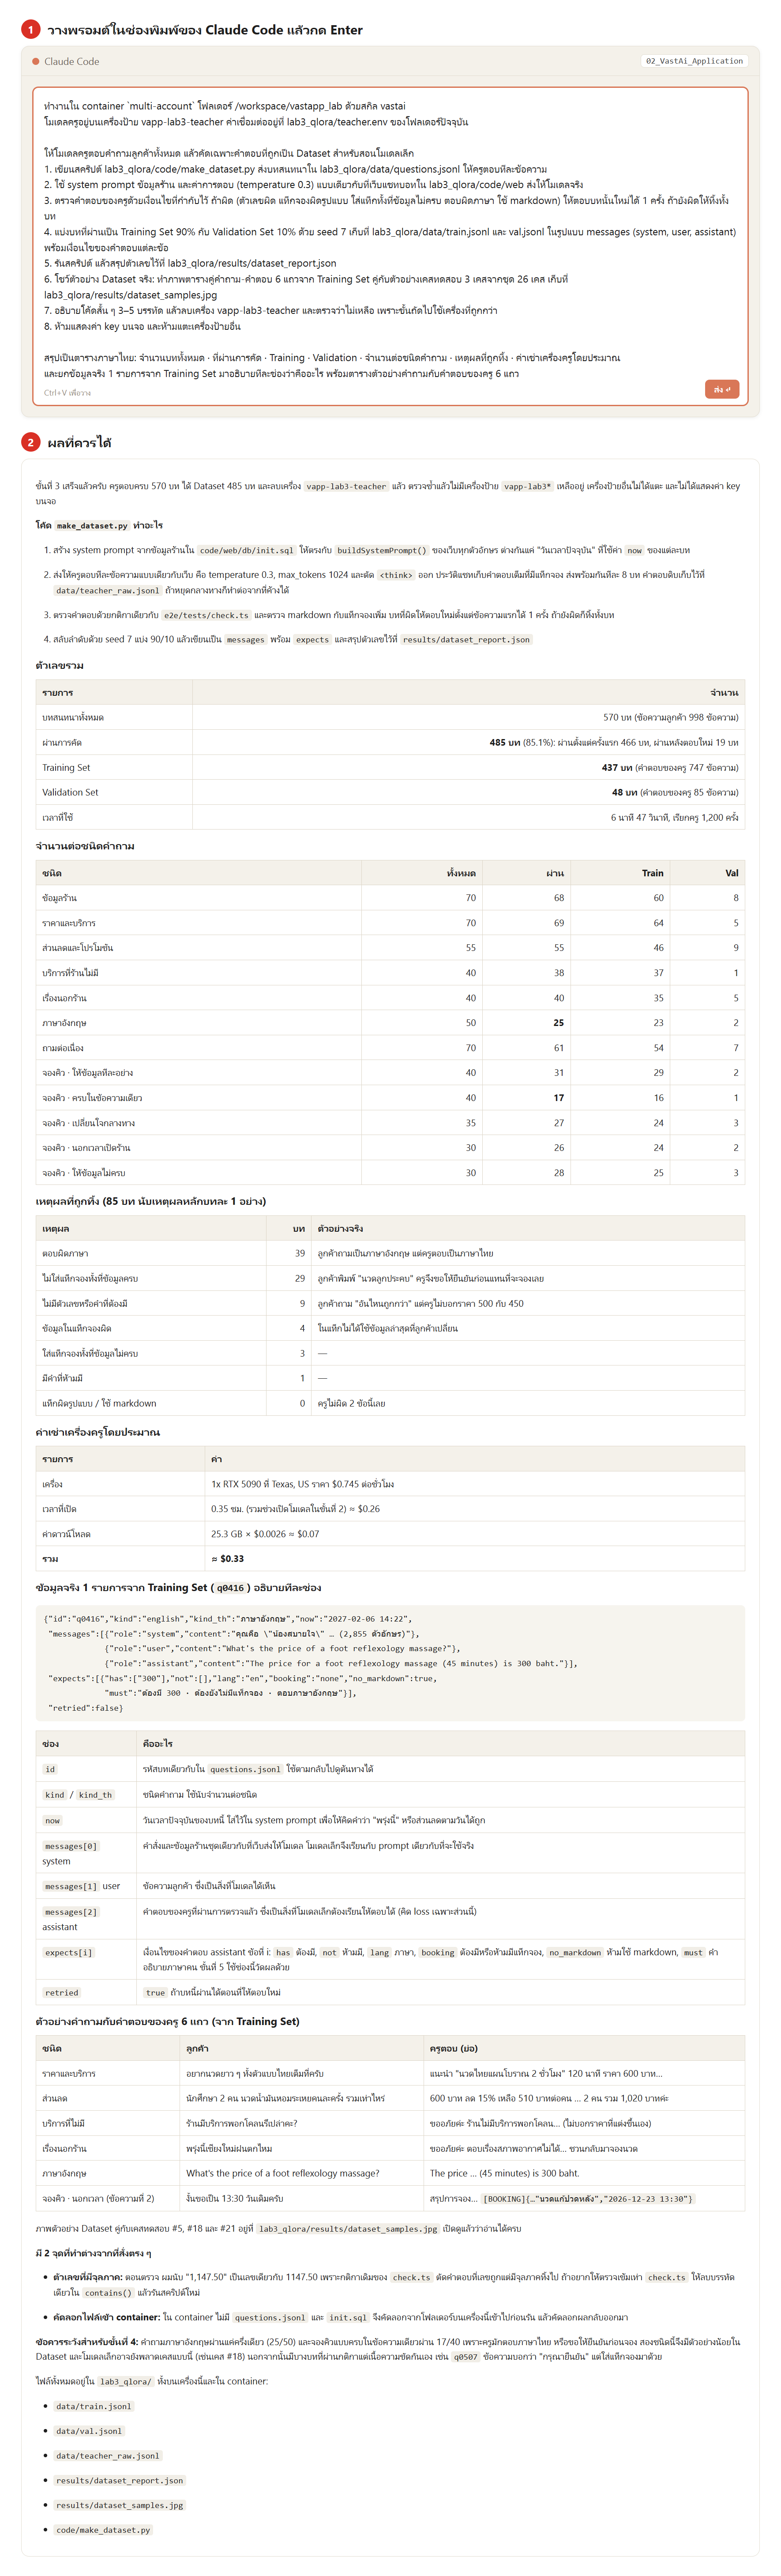 1 วางพรอมต์ในช่องพิมพ์ของ Claude Code แล้วกด Enter
Claude Code
02_VastAi_Application
ทำงานใน container `multi-account` โฟลเดอร์ /workspace/vastapp_lab ด้วยสกิล vastai
โมเดลครูอยู่บนเครื่องป้าย vapp-lab3-teacher ค่าเชื่อมต่ออยู่ที่ lab3_qlora/teacher.env ของโฟลเดอร์ปัจจุบัน
ให้โมเดลครูตอบคำถามลูกค้าทั้งหมด แล้วคัดเฉพาะคำตอบที่ถูกเป็น Dataset สำหรับสอนโมเดลเล็ก
1. เขียนสคริปต์ lab3_qlora/code/make_dataset.py ส่งบทสนทนาใน lab3_qlora/data/questions.jsonl ให้ครูตอบทีละข้อความ
2. ใช้ system prompt ข้อมูลร้าน และค่าการตอบ (temperature 0.3) แบบเดียวกับที่เว็บแชทบอทใน lab3_qlora/code/web ส่งให้โมเดลจริง
3. ตรวจคำตอบของครูด้วยเงื่อนไขที่กำกับไว้ ถ้าผิด (ตัวเลขผิด แท็กจองผิดรูปแบบ ใส่แท็กทั้งที่ข้อมูลไม่ครบ ตอบผิดภาษา ใช้ markdown) ให้ตอบบทนั้นใหม่ได้ 1 ครั้ง ถ้ายังผิดให้ทิ้งทั้ง
บท
4. แบ่งบทที่ผ่านเป็น Training Set 90% กับ Validation Set 10% ด้วย seed 7 เก็บที่ lab3_qlora/data/train.jsonl และ val.jsonl ในรูปแบบ messages (system, user, assistant)
พร้อมเงื่อนไขของคำตอบแต่ละข้อ
5. รันสคริปต์ แล้วสรุปตัวเลขไว้ที่ lab3_qlora/results/dataset_report.json
6. โชว์ตัวอย่าง Dataset จริง: ทำภาพตารางคู่คำถาม-คำตอบ 6 แถวจาก Training Set คู่กับตัวอย่างเคสทดสอบ 3 เคสจากชุด 26 เคส เก็บที่
lab3_qlora/results/dataset_samples.jpg
7. อธิบายโค้ดสั้น ๆ 3–5 บรรทัด แล้วลบเครื่อง vapp-lab3-teacher และตรวจว่าไม่เหลือ เพราะขั้นถัดไปใช้เครื่องที่ถูกกว่า
8. ห้ามแสดงค่า key บนจอ และห้ามแตะเครื่องป้ายอื่น
สรุปเป็นตารางภาษาไทย: จำนวนบททั้งหมด · ที่ผ่านการคัด · Training · Validation · จำนวนต่อชนิดคำถาม · เหตุผลที่ถูกทิ้ง · ค่าเช่าเครื่องครูโดยประมาณ
และยกข้อมูลจริง 1 รายการจาก Training Set มาอธิบายทีละช่องว่าคืออะไร พร้อมตารางตัวอย่างคำถามกับคำตอบของครู 6 แถว
Ctrl+V เพื่อวาง
ส่ง ⏎
2 ผลที่ควรได้
ขั้นที่ 3 เสร็จแล้วครับ ครูตอบครบ 570 บท ได้ Dataset 485 บท และลบเครื่อง vapp-lab3-teacher แล้ว ตรวจซ้ำแล้วไม่มีเครื่องป้าย vapp-lab3* เหลืออยู่ เครื่องป้ายอื่นไม่ได้แตะ และไม่ได้แสดงค่า key
บนจอ
โค้ด make_dataset.py ทำอะไร
1. สร้าง system prompt จากข้อมูลร้านใน code/web/db/init.sql ให้ตรงกับ buildSystemPrompt() ของเว็บทุกตัวอักษร ต่างกันแค่ "วันเวลาปัจจุบัน" ที่ใช้ค่า now ของแต่ละบท
2. ส่งให้ครูตอบทีละข้อความแบบเดียวกับเว็บ คือ temperature 0.3, max_tokens 1024 และตัด <think> ออก ประวัติแชทเก็บคำตอบเต็มที่มีแท็กจอง ส่งพร้อมกันทีละ 8 บท คำตอบดิบเก็บไว้ที่
data/teacher_raw.jsonl ถ้าหยุดกลางทางก็ทำต่อจากที่ค้างได้
3. ตรวจคำตอบด้วยกติกาเดียวกับ e2e/tests/check.ts และตรวจ markdown กับแท็กจองเพิ่ม บทที่ผิดให้ตอบใหม่ตั้งแต่ข้อความแรกได้ 1 ครั้ง ถ้ายังผิดก็ทิ้งทั้งบท
4. สลับลำดับด้วย seed 7 แบ่ง 90/10 แล้วเขียนเป็น messages พร้อม expects และสรุปตัวเลขไว้ที่ results/dataset_report.json
ตัวเลขรวม
รายการ จำนวน
บทสนทนาทั้งหมด 570 บท (ข้อความลูกค้า 998 ข้อความ)
ผ่านการคัด 485 บท (85.1%): ผ่านตั้งแต่ครั้งแรก 466 บท, ผ่านหลังตอบใหม่ 19 บท
Training Set 437 บท (คำตอบของครู 747 ข้อความ)
Validation Set 48 บท (คำตอบของครู 85 ข้อความ)
เวลาที่ใช้ 6 นาที 47 วินาที, เรียกครู 1,200 ครั้ง
จำนวนต่อชนิดคำถาม
ชนิด ทั้งหมด ผ่าน Train Val
ข้อมูลร้าน 70 68 60 8
ราคาและบริการ 70 69 64 5
ส่วนลดและโปรโมชัน 55 55 46 9
บริการที่ร้านไม่มี 40 38 37 1
เรื่องนอกร้าน 40 40 35 5
ภาษาอังกฤษ 50 25 23 2
ถามต่อเนื่อง 70 61 54 7
จองคิว · ให้ข้อมูลทีละอย่าง 40 31 29 2
จองคิว · ครบในข้อความเดียว 40 17 16 1
จองคิว · เปลี่ยนใจกลางทาง 35 27 24 3
จองคิว · นอกเวลาเปิดร้าน 30 26 24 2
จองคิว · ให้ข้อมูลไม่ครบ 30 28 25 3
เหตุผลที่ถูกทิ้ง (85 บท นับเหตุผลหลักบทละ 1 อย่าง)
เหตุผล บท ตัวอย่างจริง
ตอบผิดภาษา 39 ลูกค้าถามเป็นภาษาอังกฤษ แต่ครูตอบเป็นภาษาไทย
ไม่ใส่แท็กจองทั้งที่ข้อมูลครบ 29 ลูกค้าพิมพ์ "นวดลูกประคบ" ครูจึงขอให้ยืนยันก่อนแทนที่จะจองเลย
ไม่มีตัวเลขหรือคำที่ต้องมี 9 ลูกค้าถาม "อันไหนถูกกว่า" แต่ครูไม่บอกราคา 500 กับ 450
ข้อมูลในแท็กจองผิด 4 ในแท็กไม่ได้ใช้ข้อมูลล่าสุดที่ลูกค้าเปลี่ยน
ใส่แท็กจองทั้งที่ข้อมูลไม่ครบ 3 —
มีคำที่ห้ามมี 1 —
แท็กผิดรูปแบบ / ใช้ markdown 0 ครูไม่ผิด 2 ข้อนี้เลย
ค่าเช่าเครื่องครูโดยประมาณ
รายการ ค่า
เครื่อง 1x RTX 5090 ที่ Texas, US ราคา $0.745 ต่อชั่วโมง
เวลาที่เปิด 0.35 ชม. (รวมช่วงเปิดโมเดลในขั้นที่ 2) ≈ $0.26
ค่าดาวน์โหลด 25.3 GB × $0.0026 ≈ $0.07
รวม ≈ $0.33
ข้อมูลจริง 1 รายการจาก Training Set ( q0416 ) อธิบายทีละช่อง
{"id":"q0416","kind":"english","kind_th":"ภาษาอังกฤษ","now":"2027-02-06 14:22",
"messages":[{"role":"system","content":"คุณคือ \"น้องสบายใจ\" … (2,855 ตัวอักษร)"},
{"role":"user","content":"What's the price of a foot reflexology massage?"},
{"role":"assistant","content":"The price for a foot reflexology massage (45 minutes) is 300 baht."}],
"expects":[{"has":["300"],"not":[],"lang":"en","booking":"none","no_markdown":true,
"must":"ต้องมี 300 · ต้องยังไม่มีแท็กจอง · ตอบภาษาอังกฤษ"}],
"retried":false}
ช่อง คืออะไร
id รหัสบทเดียวกับใน questions.jsonl ใช้ตามกลับไปดูต้นทางได้
kind / kind_th ชนิดคำถาม ใช้นับจำนวนต่อชนิด
now วันเวลาปัจจุบันของบทนี้ ใส่ไว้ใน system prompt เพื่อให้คิดคำว่า "พรุ่งนี้" หรือส่วนลดตามวันได้ถูก
messages[0] คำสั่งและข้อมูลร้านชุดเดียวกับที่เว็บส่งให้โมเดล โมเดลเล็กจึงเรียนกับ prompt เดียวกับที่จะใช้จริง
system
messages[1] user ข้อความลูกค้า ซึ่งเป็นสิ่งที่โมเดลได้เห็น
messages[2] คำตอบของครูที่ผ่านการตรวจแล้ว ซึ่งเป็นสิ่งที่โมเดลเล็กต้องเรียนให้ตอบได้ (คิด loss เฉพาะส่วนนี้)
assistant
expects[i] เงื่อนไขของคำตอบ assistant ข้อที่ i: has ต้องมี, not ห้ามมี, lang ภาษา, booking ต้องมีหรือห้ามมีแท็กจอง, no_markdown ห้ามใช้ markdown, must คำ
อธิบายภาษาคน ขั้นที่ 5 ใช้ช่องนี้วัดผลด้วย
retried true ถ้าบทนี้ผ่านได้ตอนที่ให้ตอบใหม่
ตัวอย่างคำถามกับคำตอบของครู 6 แถว (จาก Training Set)
ชนิด ลูกค้า ครูตอบ (ย่อ)
ราคาและบริการ อยากนวดยาว ๆ ทั้งตัวแบบไทยเดิมที่ครับ แนะนำ "นวดไทยแผนโบราณ 2 ชั่วโมง" 120 นาที ราคา 600 บาท…
ส่วนลด นักศึกษา 2 คน นวดน้ำมันหอมระเหยคนละครั้ง รวมเท่าไหร่ 600 บาท ลด 15% เหลือ 510 บาทต่อคน … 2 คน รวม 1,020 บาทค่ะ
บริการที่ไม่มี ร้านมีบริการพอกโคลนรึเปล่าคะ? ขออภัยค่ะ ร้านไม่มีบริการพอกโคลน… (ไม่บอกราคาที่แต่งขึ้นเอง)
เรื่องนอกร้าน พรุ่งนี้เชียงใหม่ฝนตกไหม ขออภัยค่ะ ตอบเรื่องสภาพอากาศไม่ได้… ชวนกลับมาจองนวด
ภาษาอังกฤษ What's the price of a foot reflexology massage? The price … (45 minutes) is 300 baht.
จองคิว · นอกเวลา (ข้อความที่ 2) งั้นขอเป็น 13:30 วันเดิมครับ สรุปการจอง… [BOOKING]{…"นวดแก้ปวดหลัง","2026-12-23 13:30"}
ภาพตัวอย่าง Dataset คู่กับเคสทดสอบ #5, #18 และ #21 อยู่ที่ lab3_qlora/results/dataset_samples.jpg เปิดดูแล้วว่าอ่านได้ครบ
มี 2 จุดที่ทำต่างจากที่สั่งตรง ๆ
• ตัวเลขที่มีจุลภาค: ตอนตรวจ ผมนับ "1,147.50" เป็นเลขเดียวกับ 1147.50 เพราะกติกาเดิมของ check.ts ตัดคำตอบที่เลขถูกแต่มีจุลภาคทิ้งไป ถ้าอยากให้ตรวจเข้มเท่า check.ts ให้ลบบรรทัด
เดียวใน contains() แล้วรันสคริปต์ใหม่
• คัดลอกไฟล์เข้า container: ใน container ไม่มี questions.jsonl และ init.sql จึงคัดลอกจากโฟลเดอร์บนเครื่องนี้เข้าไปก่อนรัน แล้วคัดลอกผลกลับออกมา
ข้อควรระวังสำหรับขั้นที่ 4: คำถามภาษาอังกฤษผ่านแค่ครึ่งเดียว (25/50) และจองคิวแบบครบในข้อความเดียวผ่าน 17/40 เพราะครูมักตอบภาษาไทย หรือขอให้ยืนยันก่อนจอง สองชนิดนี้จึงมีตัวอย่างน้อยใน
Dataset และโมเดลเล็กอาจยังพลาดเคสแบบนี้ (เช่นเคส #18) นอกจากนั้นมีบางบทที่ผ่านกติกาแต่เนื้อความขัดกันเอง เช่น q0507 ข้อความบอกว่า "กรุณายืนยัน" แต่ใส่แท็กจองมาด้วย
ไฟล์ทั้งหมดอยู่ใน lab3_qlora/ ทั้งบนเครื่องนี้และใน container:
• data/train.jsonl
• data/val.jsonl
• data/teacher_raw.jsonl
• results/dataset_report.json
• results/dataset_samples.jpg
• code/make_dataset.py